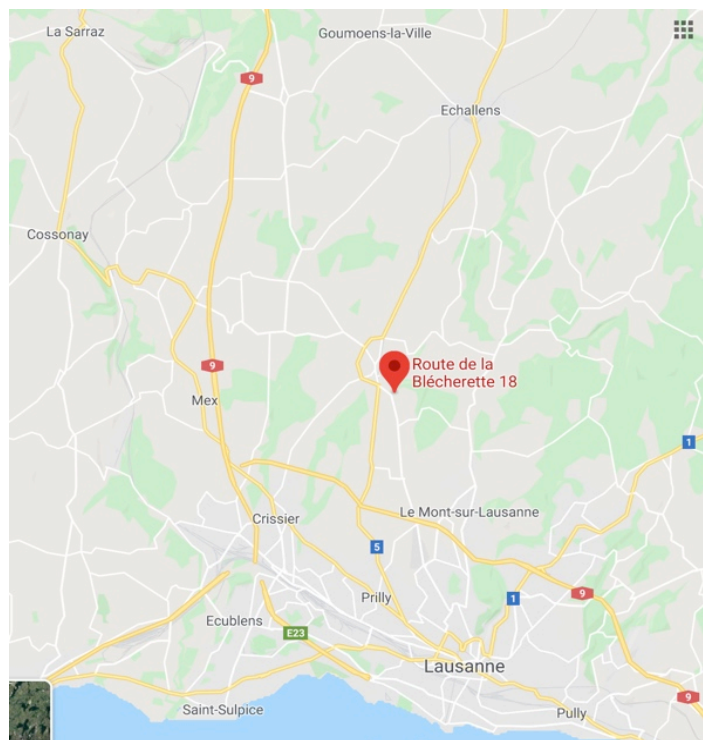 La Sarraz
Goumoens-la-Ville
9
Echallens
Cossonay
9
Route de la
Blécherette 18
Mex
1
Crissier
Le Mont-sur-Lausanne
5
Prilly
1
9
Ecublens
E23
Lausanne
9
Saint-Sulpice
Pully